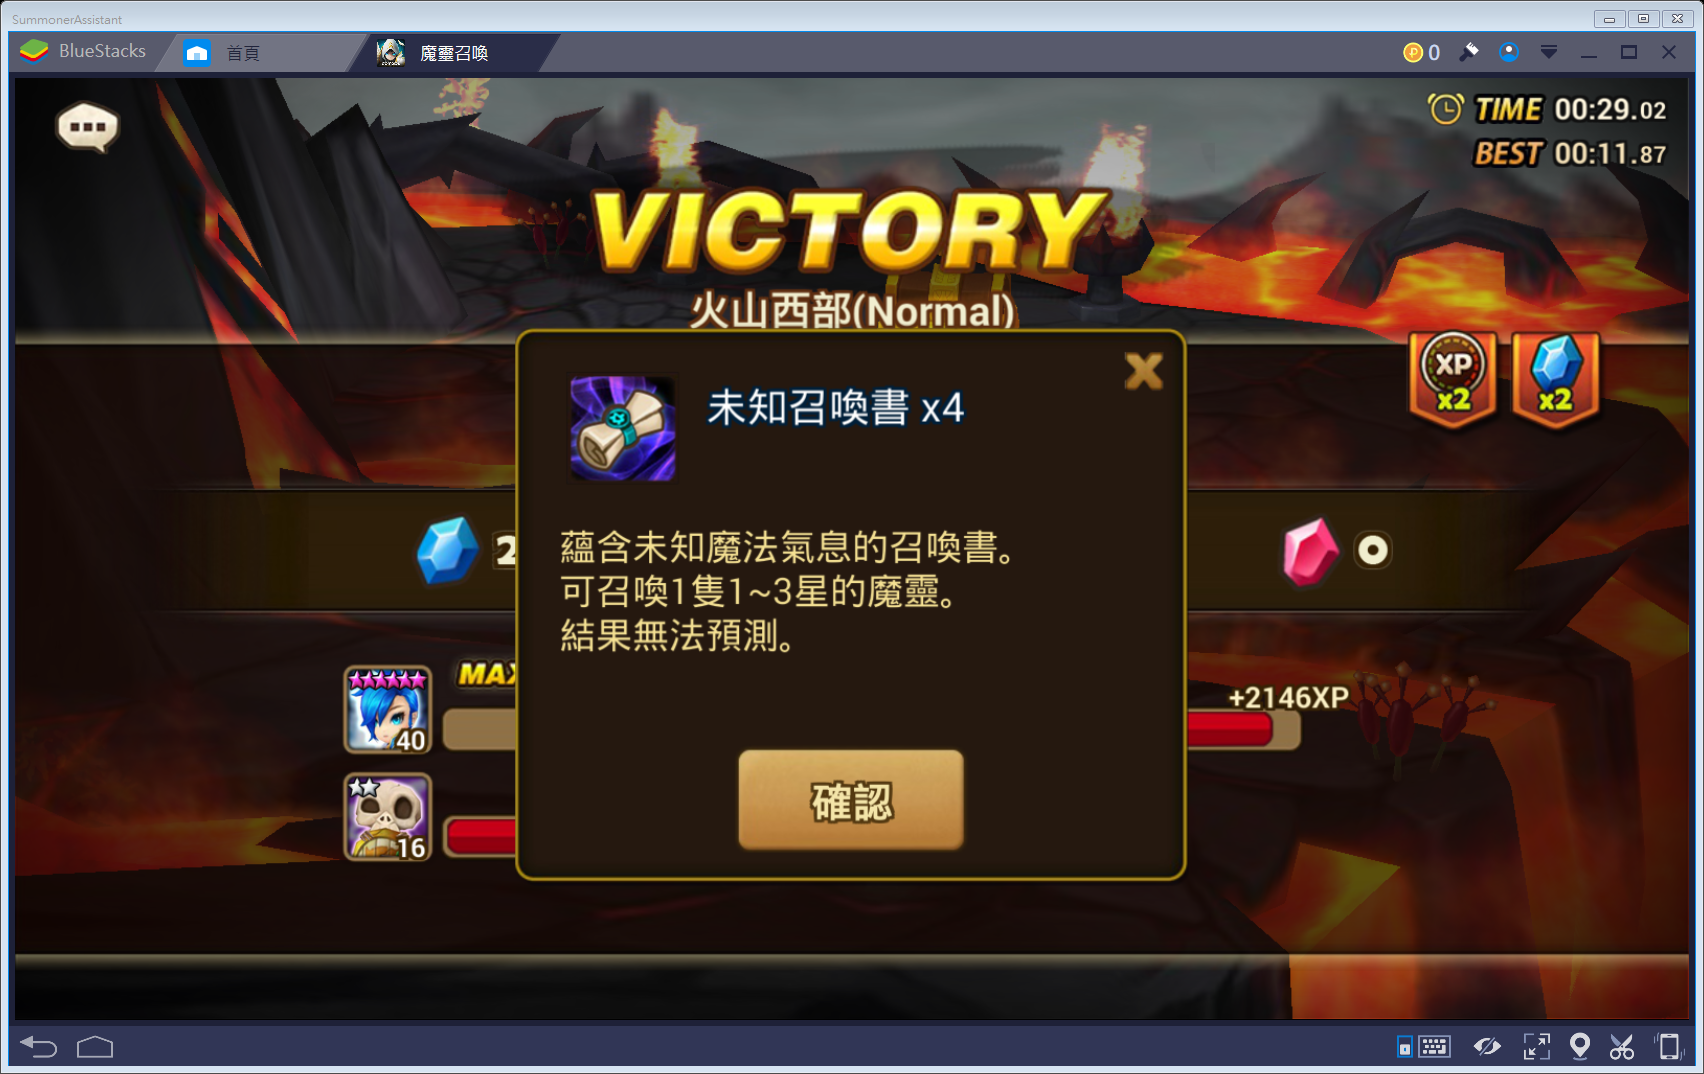 SummonerAssistant
BlueStacks
首頁
魔靈召喚
0
TIME 00:29.02
BEST 00:11.87
VICTORY
火山西部(Normal)
XP
x2
x2
未知召喚書 x4
蘊含未知魔法氣息的召喚書。
可召喚1隻1~3星的魔靈。
結果無法預測。
2
0
MAX
40
+2146XP
16
確認